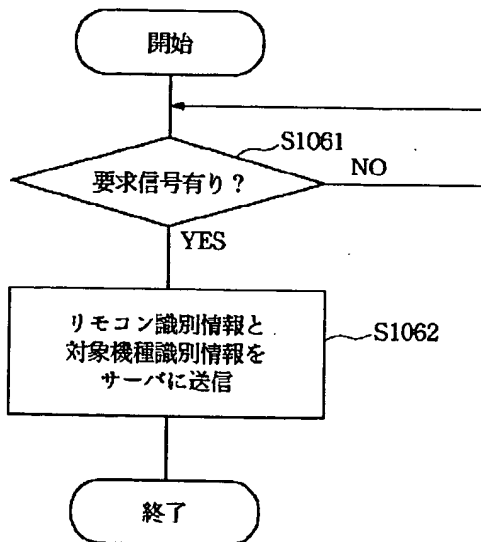 開始
S1061
要求信号有り?
NO
YES
リモコン識別情報と
対象機種識別情報を
サーバに送信
S1062
終了